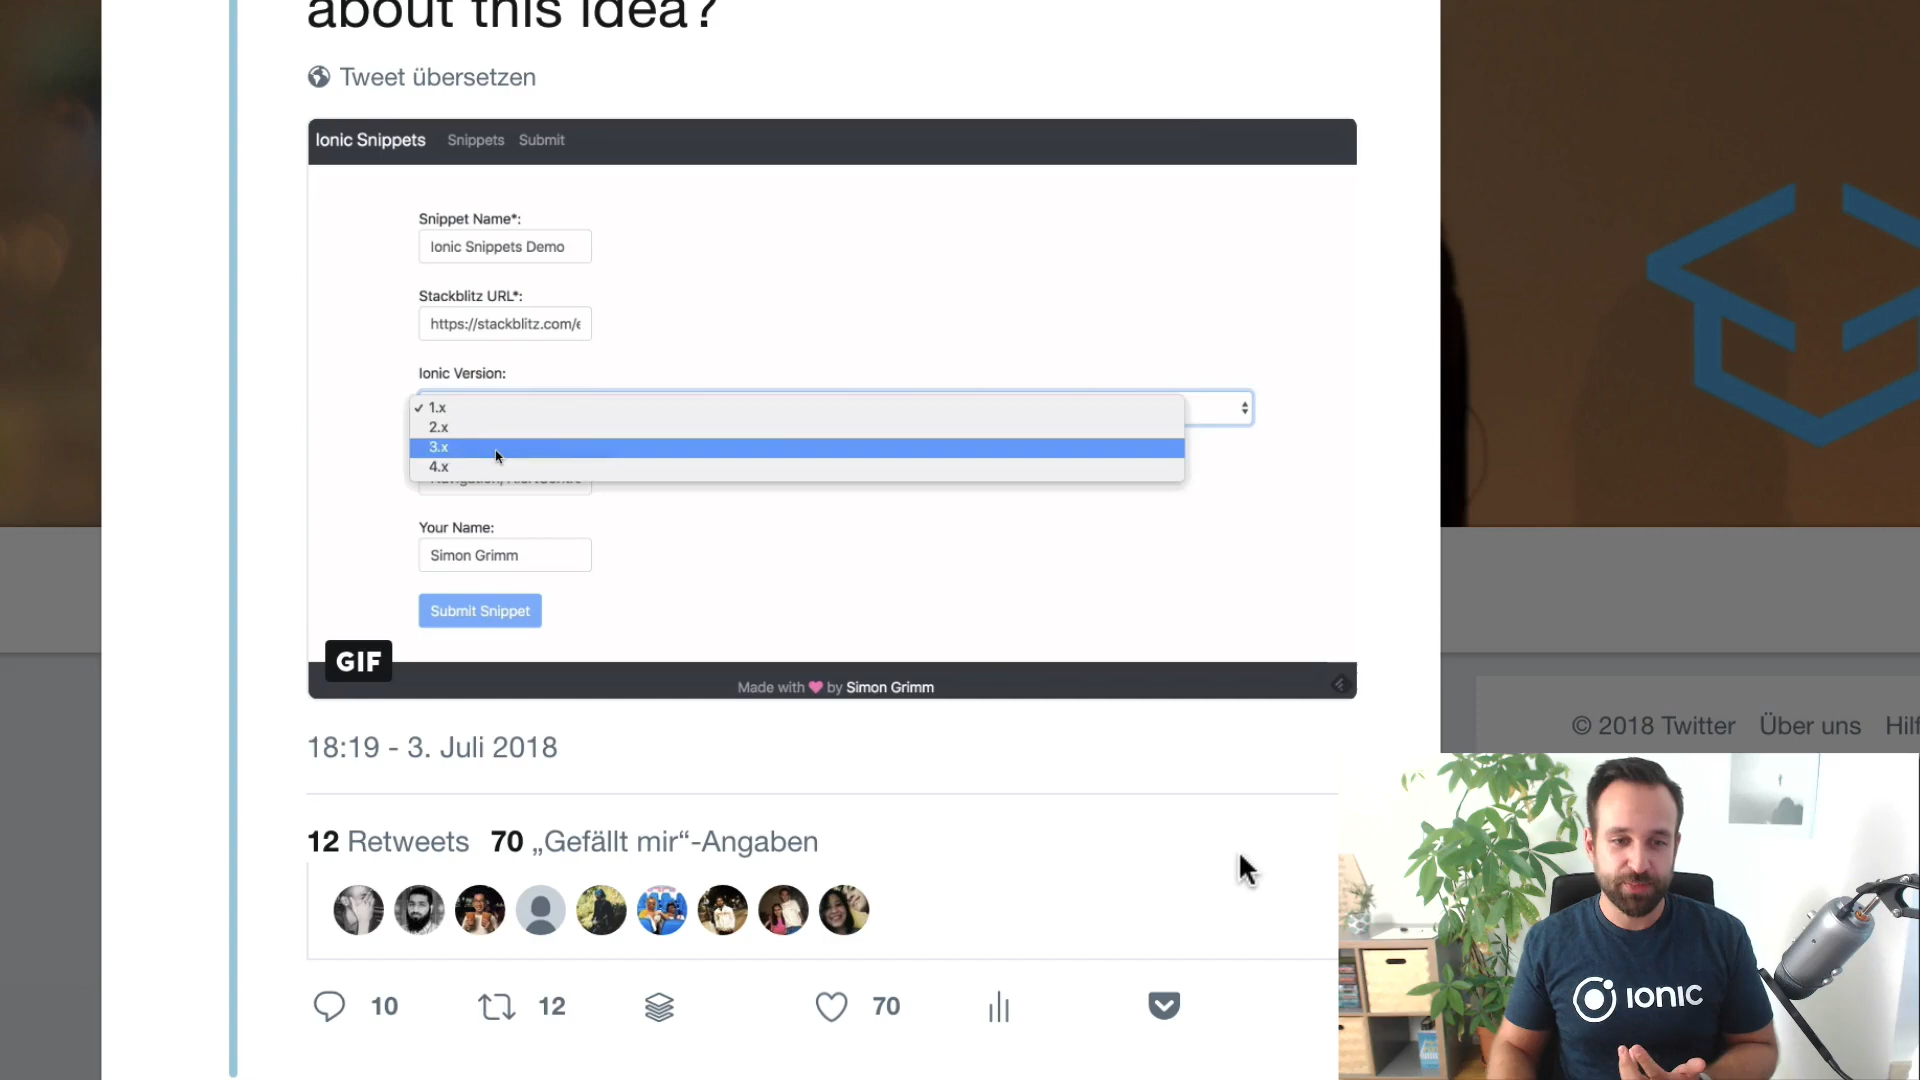 about this idea?
Tweet übersetzen
Ionic Snippets Snippets Submit
Snippet Name*:
Ionic Snippets Demo
Stackblitz URL*:
https://stackblitz.com/e
Ionic Version:
✓ 1.x
2.x
3.x
4.x
Your Name:
Simon Grimm
Submit Snippet
GIF
Made with ❤ by Simon Grimm
18:19 - 3. Juli 2018
© 2018 Twitter Über uns Hilf
12 Retweets 70 „Gefällt mir“-Angaben
10 12 70
IONIC